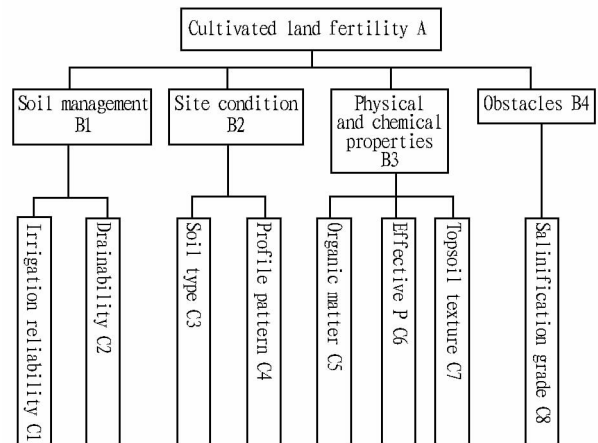 Cultivated land fertility A
Soil management
B1
Site condition
B2
Physical
and chemical
properties
B3
Obstacles B4
Irrigation reliability C1
Drainability C2
Soil type C3
Profile pattern C4
Organic matter C5
Effective P C6
Topsoil texture C7
Salinification grade C8